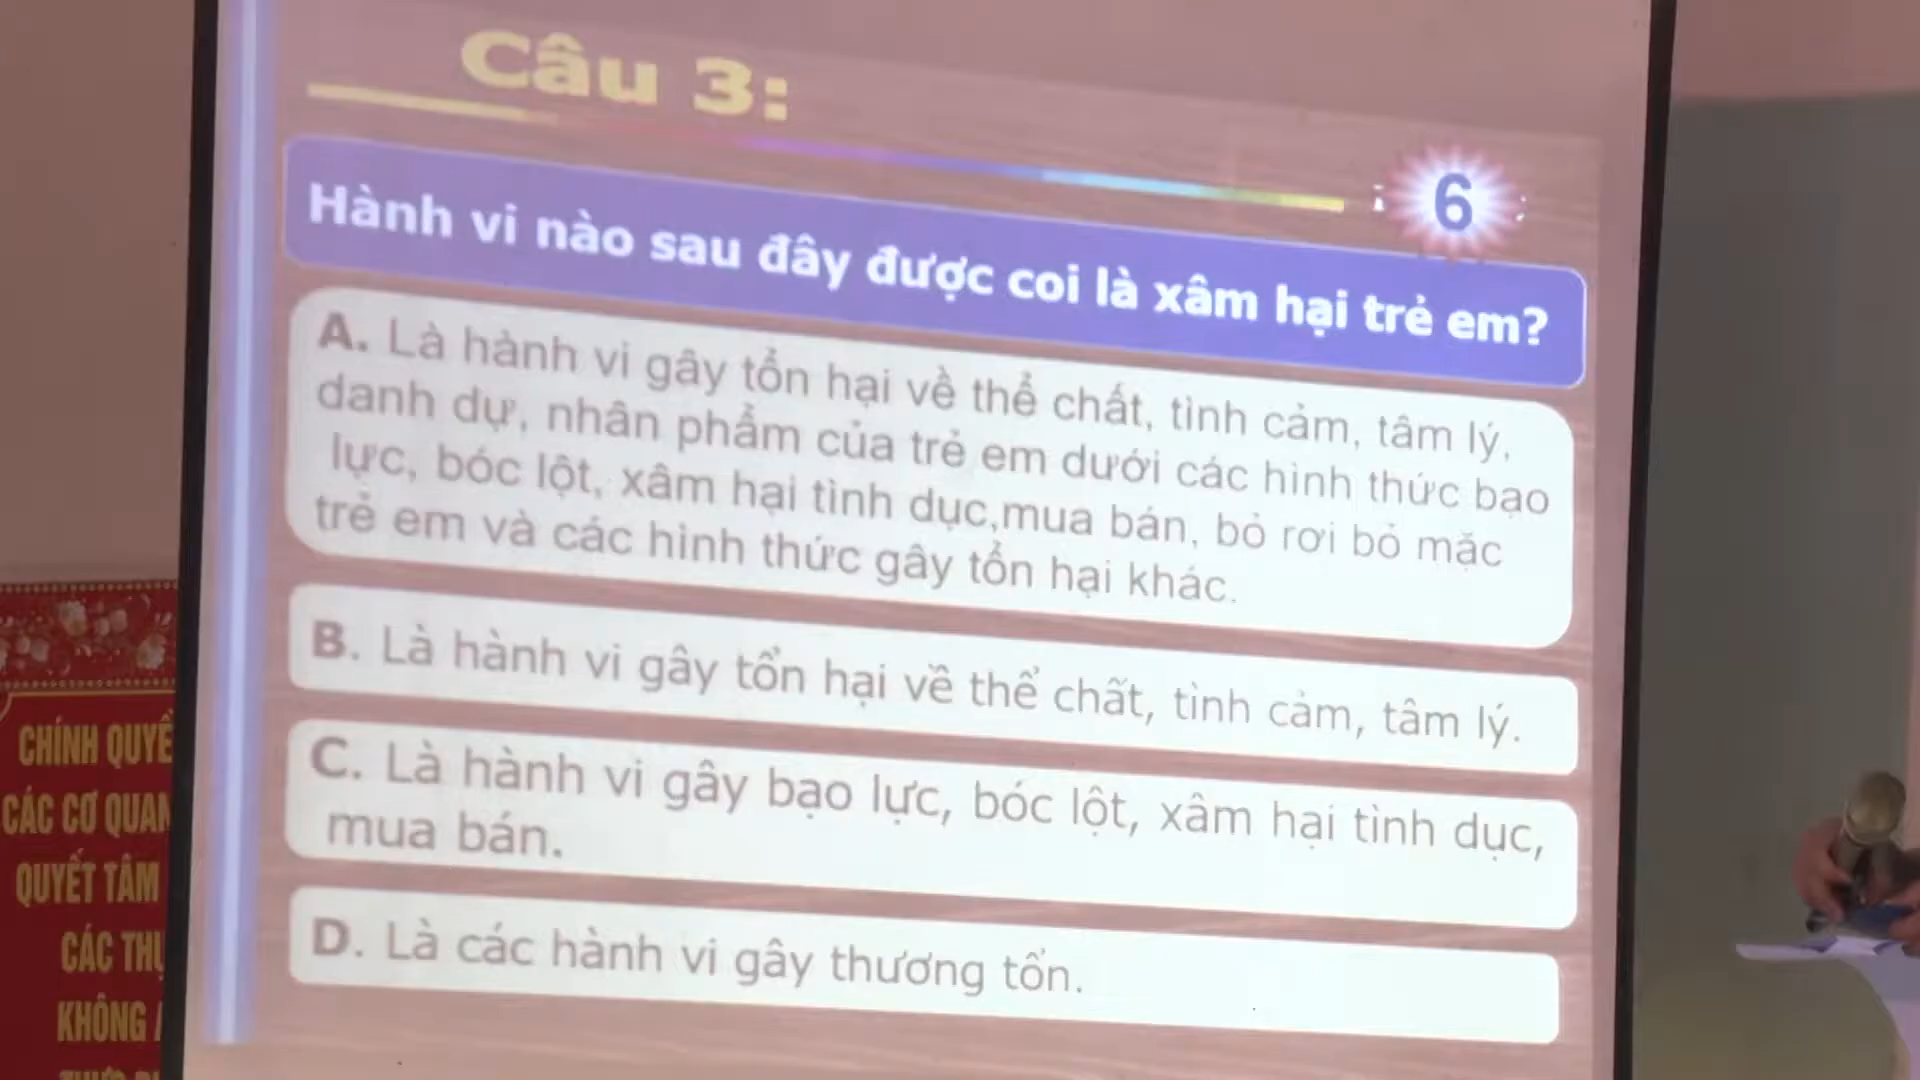 Câu 3:
6
Hành vi nào sau đây được coi là xâm hại trẻ em?
A. Là hành vi gây tổn hại về thể chất, tình cảm, tâm lý,
danh dự, nhân phẩm của trẻ em dưới các hình thức bạo
lực, bóc lột, xâm hại tình dục,mua bán, bỏ rơi bỏ mặc
trẻ em và các hình thức gây tổn hại khác.
B. Là hành vi gây tổn hại về thể chất, tình cảm, tâm lý.
C. Là hành vi gây bạo lực, bóc lột, xâm hại tình dục,
mua bán.
D. Là các hành vi gây thương tổn.
CHÍNH
CÁC CƠ QUAN
QUYẾT TÂM
CÁC
KHÔNG